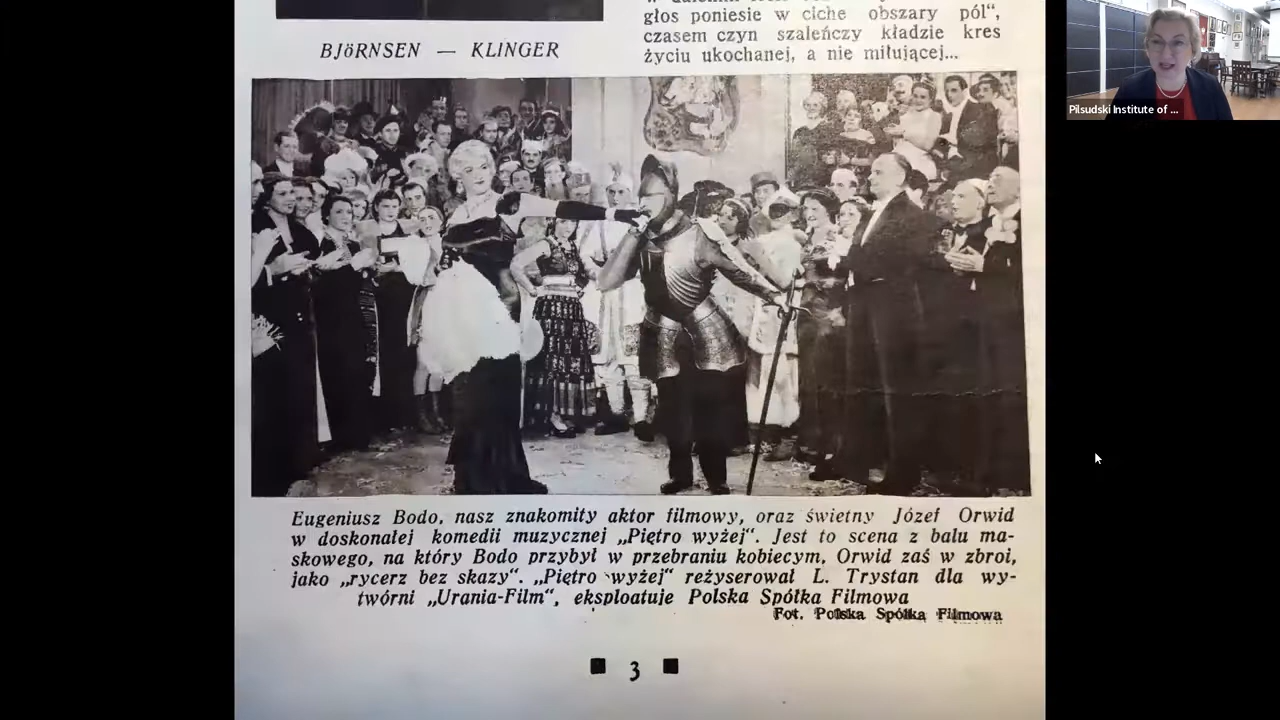 głos poniesie w ciche obszary pól“,
czasem czyn szaleńczy kładzie kres
życiu ukochanej, a nie miłującej...
BJöRNSEN — KLINGER
Eugeniusz Bodo, nasz znakomity aktor filmowy, oraz świetny Józef Orwid
w doskonałej komedii muzycznej „Piętro wyżej“. Jest to scena z balu ma-
skowego, na który Bodo przybył w przebraniu kobiecym, Orwid zaś w zbroi,
jako „rycerz bez skazy“. „Piętro wyżej“ reżyserował L. Trystan dla wy-
twórni „Urania-Film“, eksploatuje Polska Spółka Filmowa
Fot. Polska Spółka Filmowa
3
Pilsudski Institute of ...